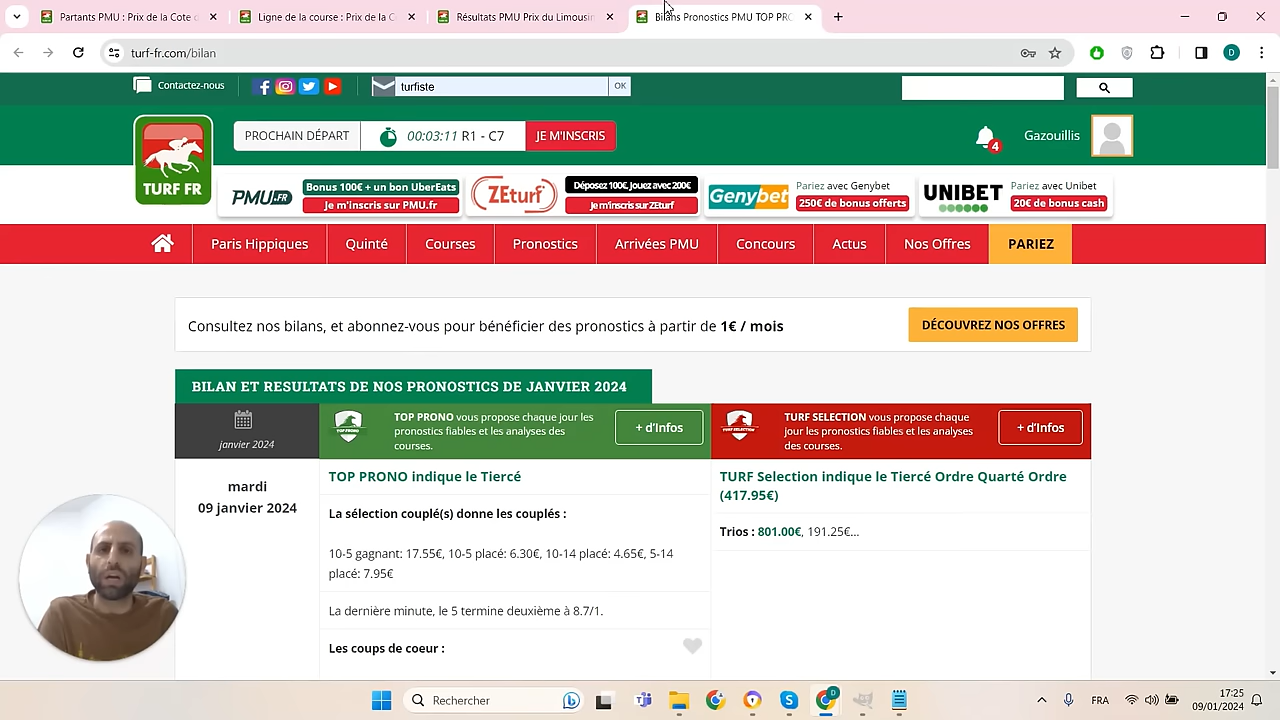 Partants PMU : Prix de la Cote d
Ligne de la course : Prix de la C
Résultats PMU Prix du Limousin
Bilans Pronostics PMU TOP PRO
turf-fr.com/bilan
D
Contactez-nous
turfiste
OK
TURF FR
PROCHAIN DÉPART
00:03:11 R1 - C7
JE M'INSCRIS
4
Gazouillis
PMU.FR
Bonus 100€ + un bon UberEats
Je m'inscris sur PMU.fr
ZEturf
Déposez 100€, Jouez avec 200€
Je m'inscris sur ZEturf
Genybet
Pariez avec Genybet
250€ de bonus offerts
UNIBET
Pariez avec Unibet
20€ de bonus cash
Paris Hippiques
Quinté
Courses
Pronostics
Arrivées PMU
Concours
Actus
Nos Offres
PARIEZ
Consultez nos bilans, et abonnez-vous pour bénéficier des pronostics à partir de 1€ / mois
DÉCOUVREZ NOS OFFRES
BILAN ET RESULTATS DE NOS PRONOSTICS DE JANVIER 2024
janvier 2024
TOP PRONO
TOP PRONO vous propose chaque jour les
pronostics fiables et les analyses des
courses.
+ d'Infos
TURF SELECTION
TURF SELECTION vous propose chaque
jour les pronostics fiables et les analyses
des courses.
+ d'Infos
mardi
09 janvier 2024
TOP PRONO indique le Tiercé
La sélection couplé(s) donne les couplés :
10-5 gagnant: 17.55€, 10-5 placé: 6.30€, 10-14 placé: 4.65€, 5-14
placé: 7.95€
La dernière minute, le 5 termine deuxième à 8.7/1.
Les coups de coeur :
TURF Selection indique le Tiercé Ordre Quarté Ordre
(417.95€)
Trios : 801.00€, 191.25€...
Rechercher
FRA
17:25
09/01/2024